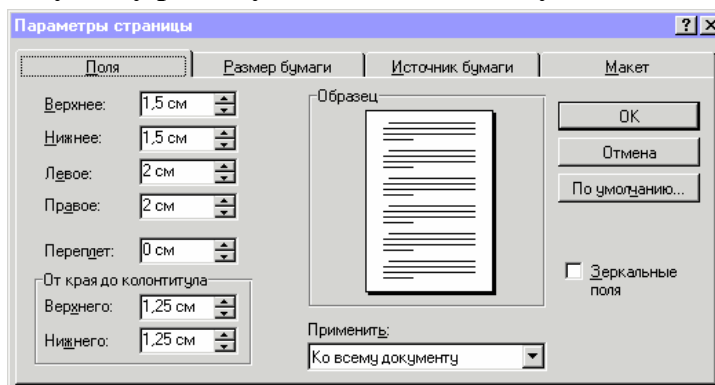 Параметры страницы
Поля Размер бумаги Источник бумаги Макет
Верхнее: 1,5 см
Нижнее: 1,5 см
Левое: 2 см
Правое: 2 см
Переплет: 0 см
От края до колонтитула
Верхнего: 1,25 см
Нижнего: 1,25 см
Образец
Применить:
Ко всему документу
OK
Отмена
По умолчанию...
Зеркальные
поля